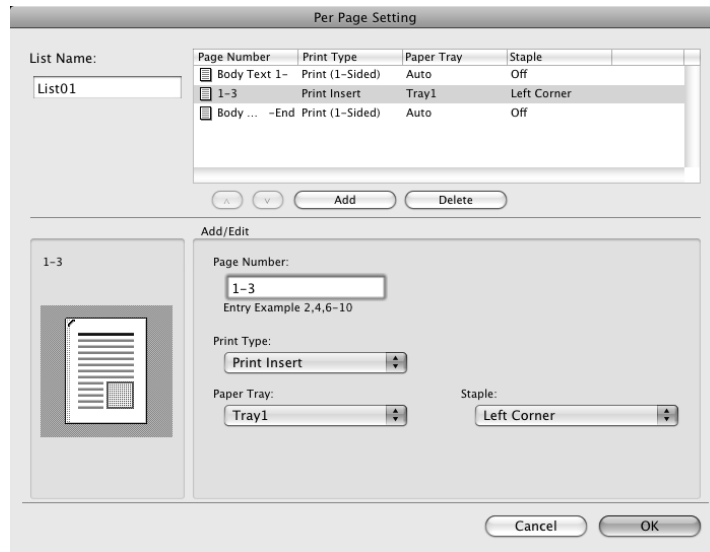 Per Page Setting
List Name:
List01
Page Number Print Type Paper Tray Staple
Body Text 1- Print (1-Sided) Auto Off
1-3 Print Insert Tray1 Left Corner
Body ... -End Print (1-Sided) Auto Off
Add Delete
Add/Edit
1-3
Page Number:
1-3
Entry Example 2,4,6-10
Print Type:
Print Insert
Paper Tray: Staple:
Tray1 Left Corner
Cancel OK